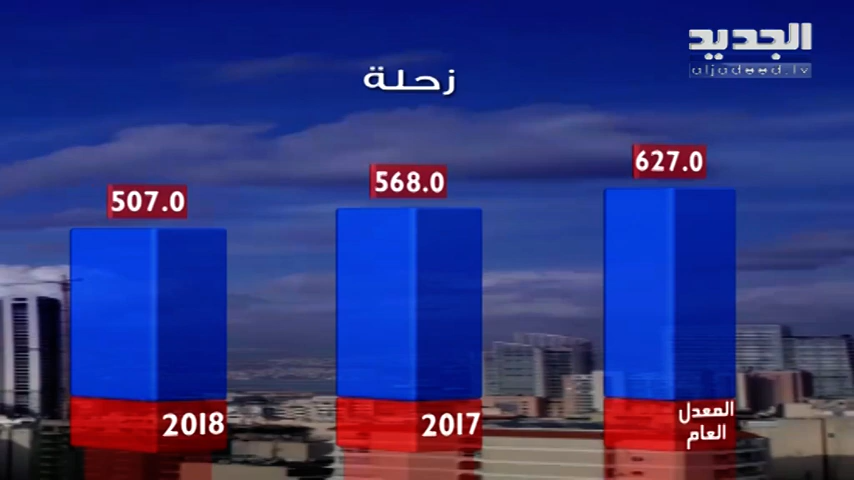 الجديد
aljadeed.tv
زحلة
627.0
568.0
507.0
المعدل
العام
2017
2018